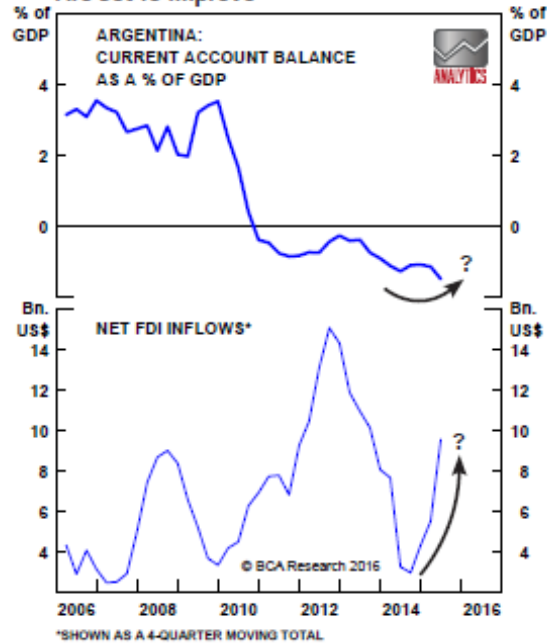 % of
GDP
% of
GDP
ARGENTINA:
CURRENT ACCOUNT BALANCE
AS A % OF GDP
ANALYTICS
4
4
2
2
0
0
?
Bn.
US$
Bn.
US$
NET FDI INFLOWS*
14
14
12
12
10
10
?
8
8
6
6
4
4
© BCA Research 2016
2006
2008
2010
2012
2014
2016
*SHOWN AS A 4-QUARTER MOVING TOTAL